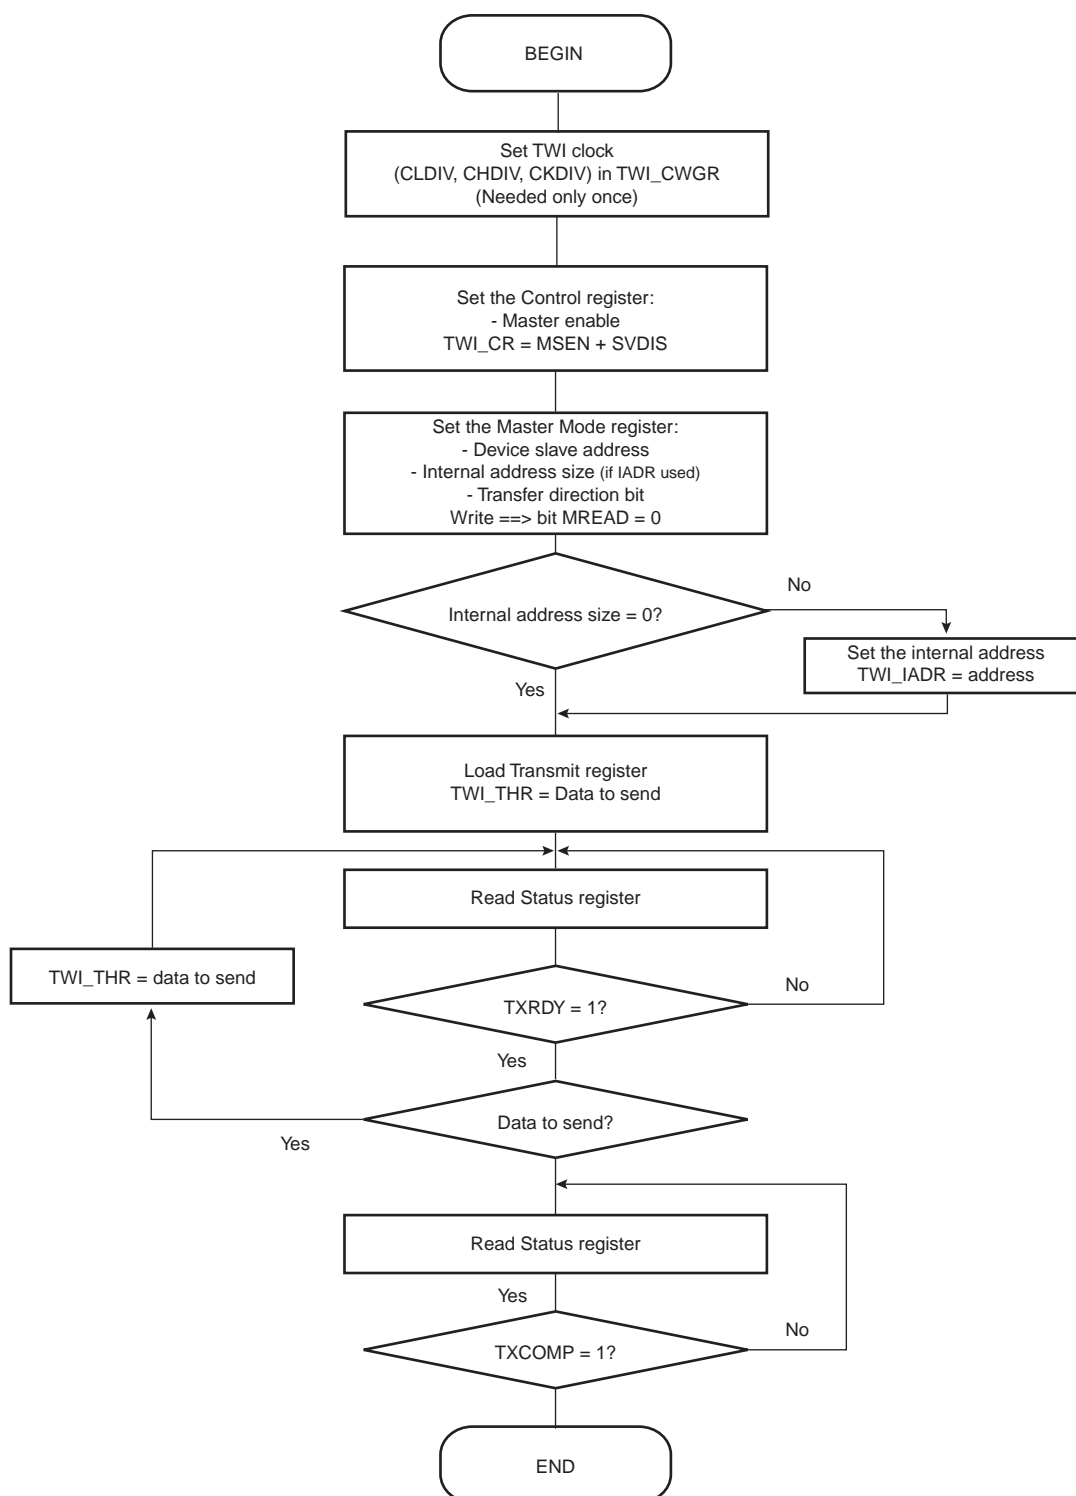 BEGIN
Set TWI clock
(CLDIV, CHDIV, CKDIV) in TWI_CWGR
(Needed only once)
Set the Control register:
- Master enable
TWI_CR = MSEN + SVDIS
Set the Master Mode register:
- Device slave address
- Internal address size (if IADR used)
- Transfer direction bit
Write ==> bit MREAD = 0
No
Internal address size = 0?
Set the internal address
TWI_IADR = address
Yes
Load Transmit register
TWI_THR = Data to send
Read Status register
TWI_THR = data to send
No
TXRDY = 1?
Yes
Data to send?
Yes
Read Status register
Yes
No
TXCOMP = 1?
END